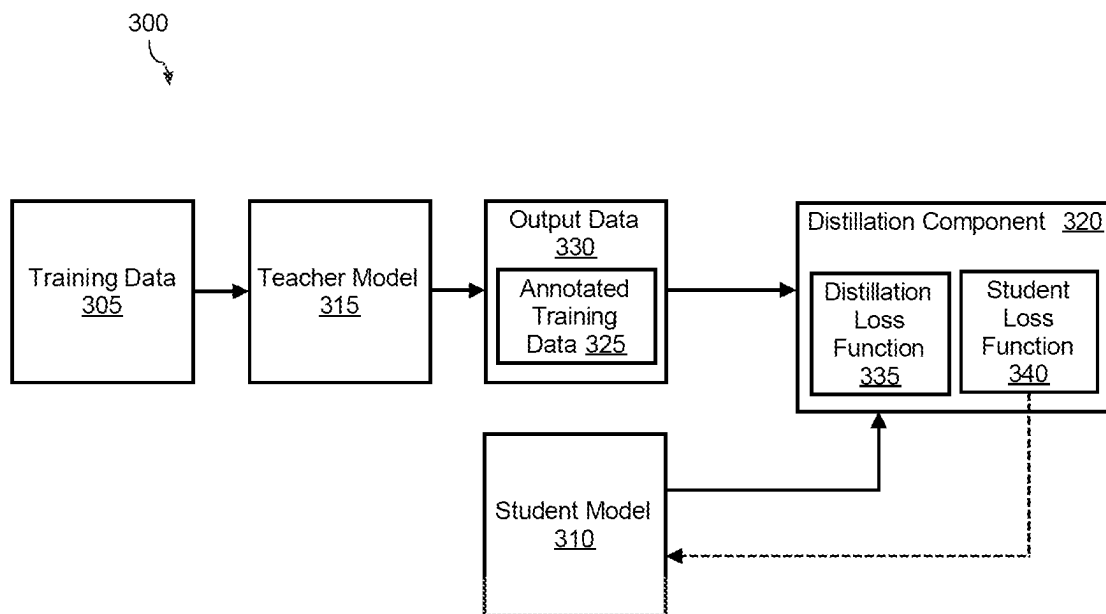 300
Training Data
305
Teacher Model
315
Output Data
330
Annotated
Training
Data 325
Distillation Component 320
Distillation
Loss
Function
335
Student
Loss
Function
340
Student Model
310